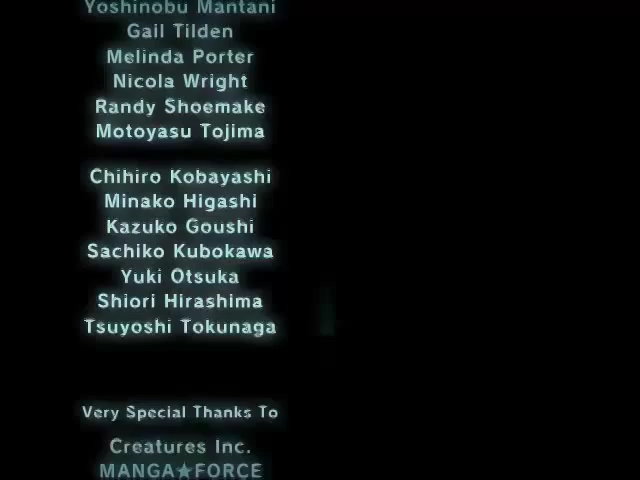 Yoshinobu Mantani
Gail Tilden
Melinda Porter
Nicola Wright
Randy Shoemake
Motoyasu Tojima
Chihiro Kobayashi
Minako Higashi
Kazuko Goushi
Sachiko Kubokawa
Yuki Otsuka
Shiori Hirashima
Tsuyoshi Tokunaga
Very Special Thanks To
Creatures Inc.
MANGA★FORCE